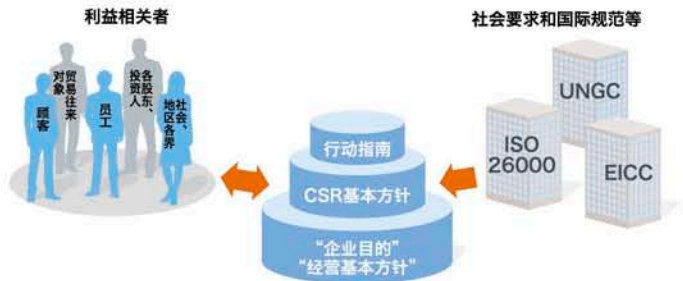 利益相关者
社会要求和国际规范等
顾客
贸易往来
对象
员工
各股东、
投资人
社会、
地区各界
行动指南
CSR基本方针
“企业目的”
“经营基本方针”
UNGC
ISO
26000
EICC